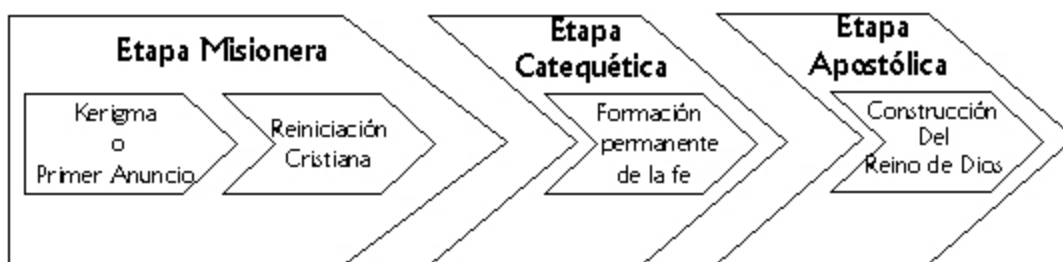 Etapa Misionera
Kerigma
o
Primer Anuncio
Reiniciación
Cristiana
Etapa
Catequética
Formación
permanente
de la fe
Etapa
Apostólica
Construcción
Del
Reino de Dios